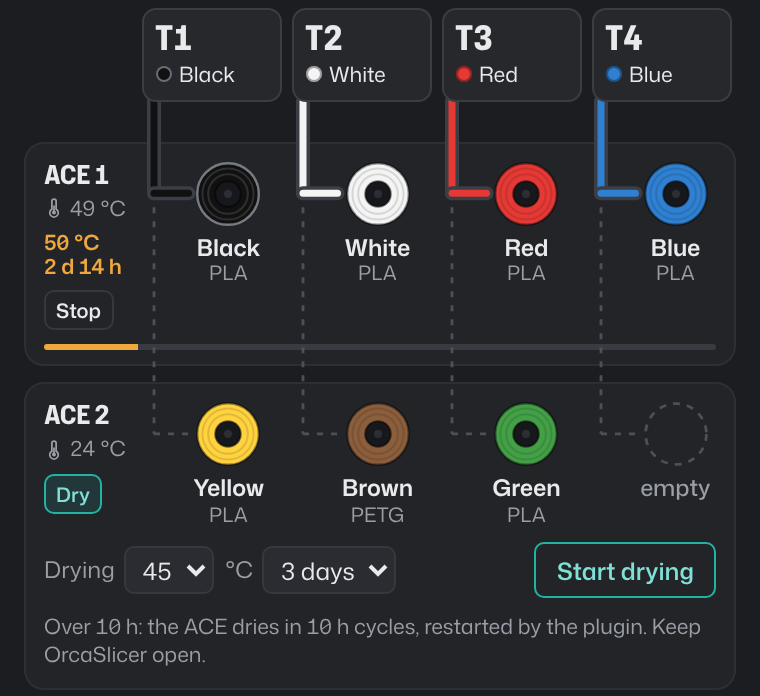 T1 T2 T3 T4
Black White Red Blue
ACE 1
49 °C
50 °C
2 d 14 h
Stop
Black White Red Blue
PLA PLA PLA PLA
ACE 2
24 °C
Dry
Yellow Brown Green empty
PLA PETG PLA
Drying 45 °C 3 days Start drying
Over 10 h: the ACE dries in 10 h cycles, restarted by the plugin. Keep
OrcaSlicer open.